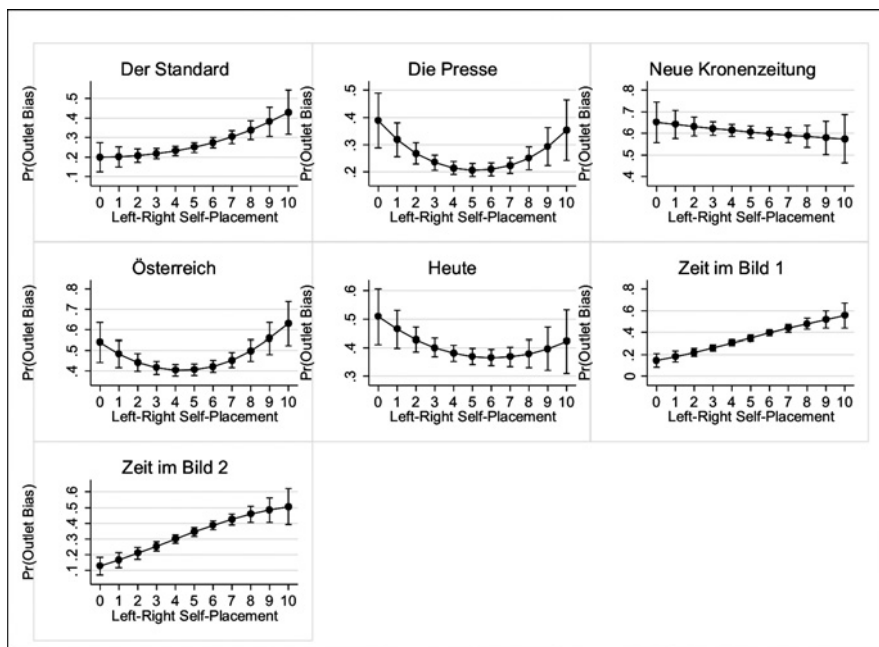 Der Standard
Pr(Outlet Bias)
.1 .2 .3 .4 .5
0 1 2 3 4 5 6 7 8 9 10
Left-Right Self-Placement
Die Presse
Pr(Outlet Bias)
.2 .3 .4 .5
0 1 2 3 4 5 6 7 8 9 10
Left-Right Self-Placement
Neue Kronenzeitung
Pr(Outlet Bias)
.4 .5 .6 .7 .8
0 1 2 3 4 5 6 7 8 9 10
Left-Right Self-Placement
Österreich
Pr(Outlet Bias)
.4 .5 .6 .7 .8
0 1 2 3 4 5 6 7 8 9 10
Left-Right Self-Placement
Heute
Pr(Outlet Bias)
.3 .4 .5 .6
0 1 2 3 4 5 6 7 8 9 10
Left-Right Self-Placement
Zeit im Bild 1
Pr(Outlet Bias)
0 .2 .4 .6 .8
0 1 2 3 4 5 6 7 8 9 10
Left-Right Self-Placement
Zeit im Bild 2
Pr(Outlet Bias)
.1 .2 .3 .4 .5 .6
0 1 2 3 4 5 6 7 8 9 10
Left-Right Self-Placement